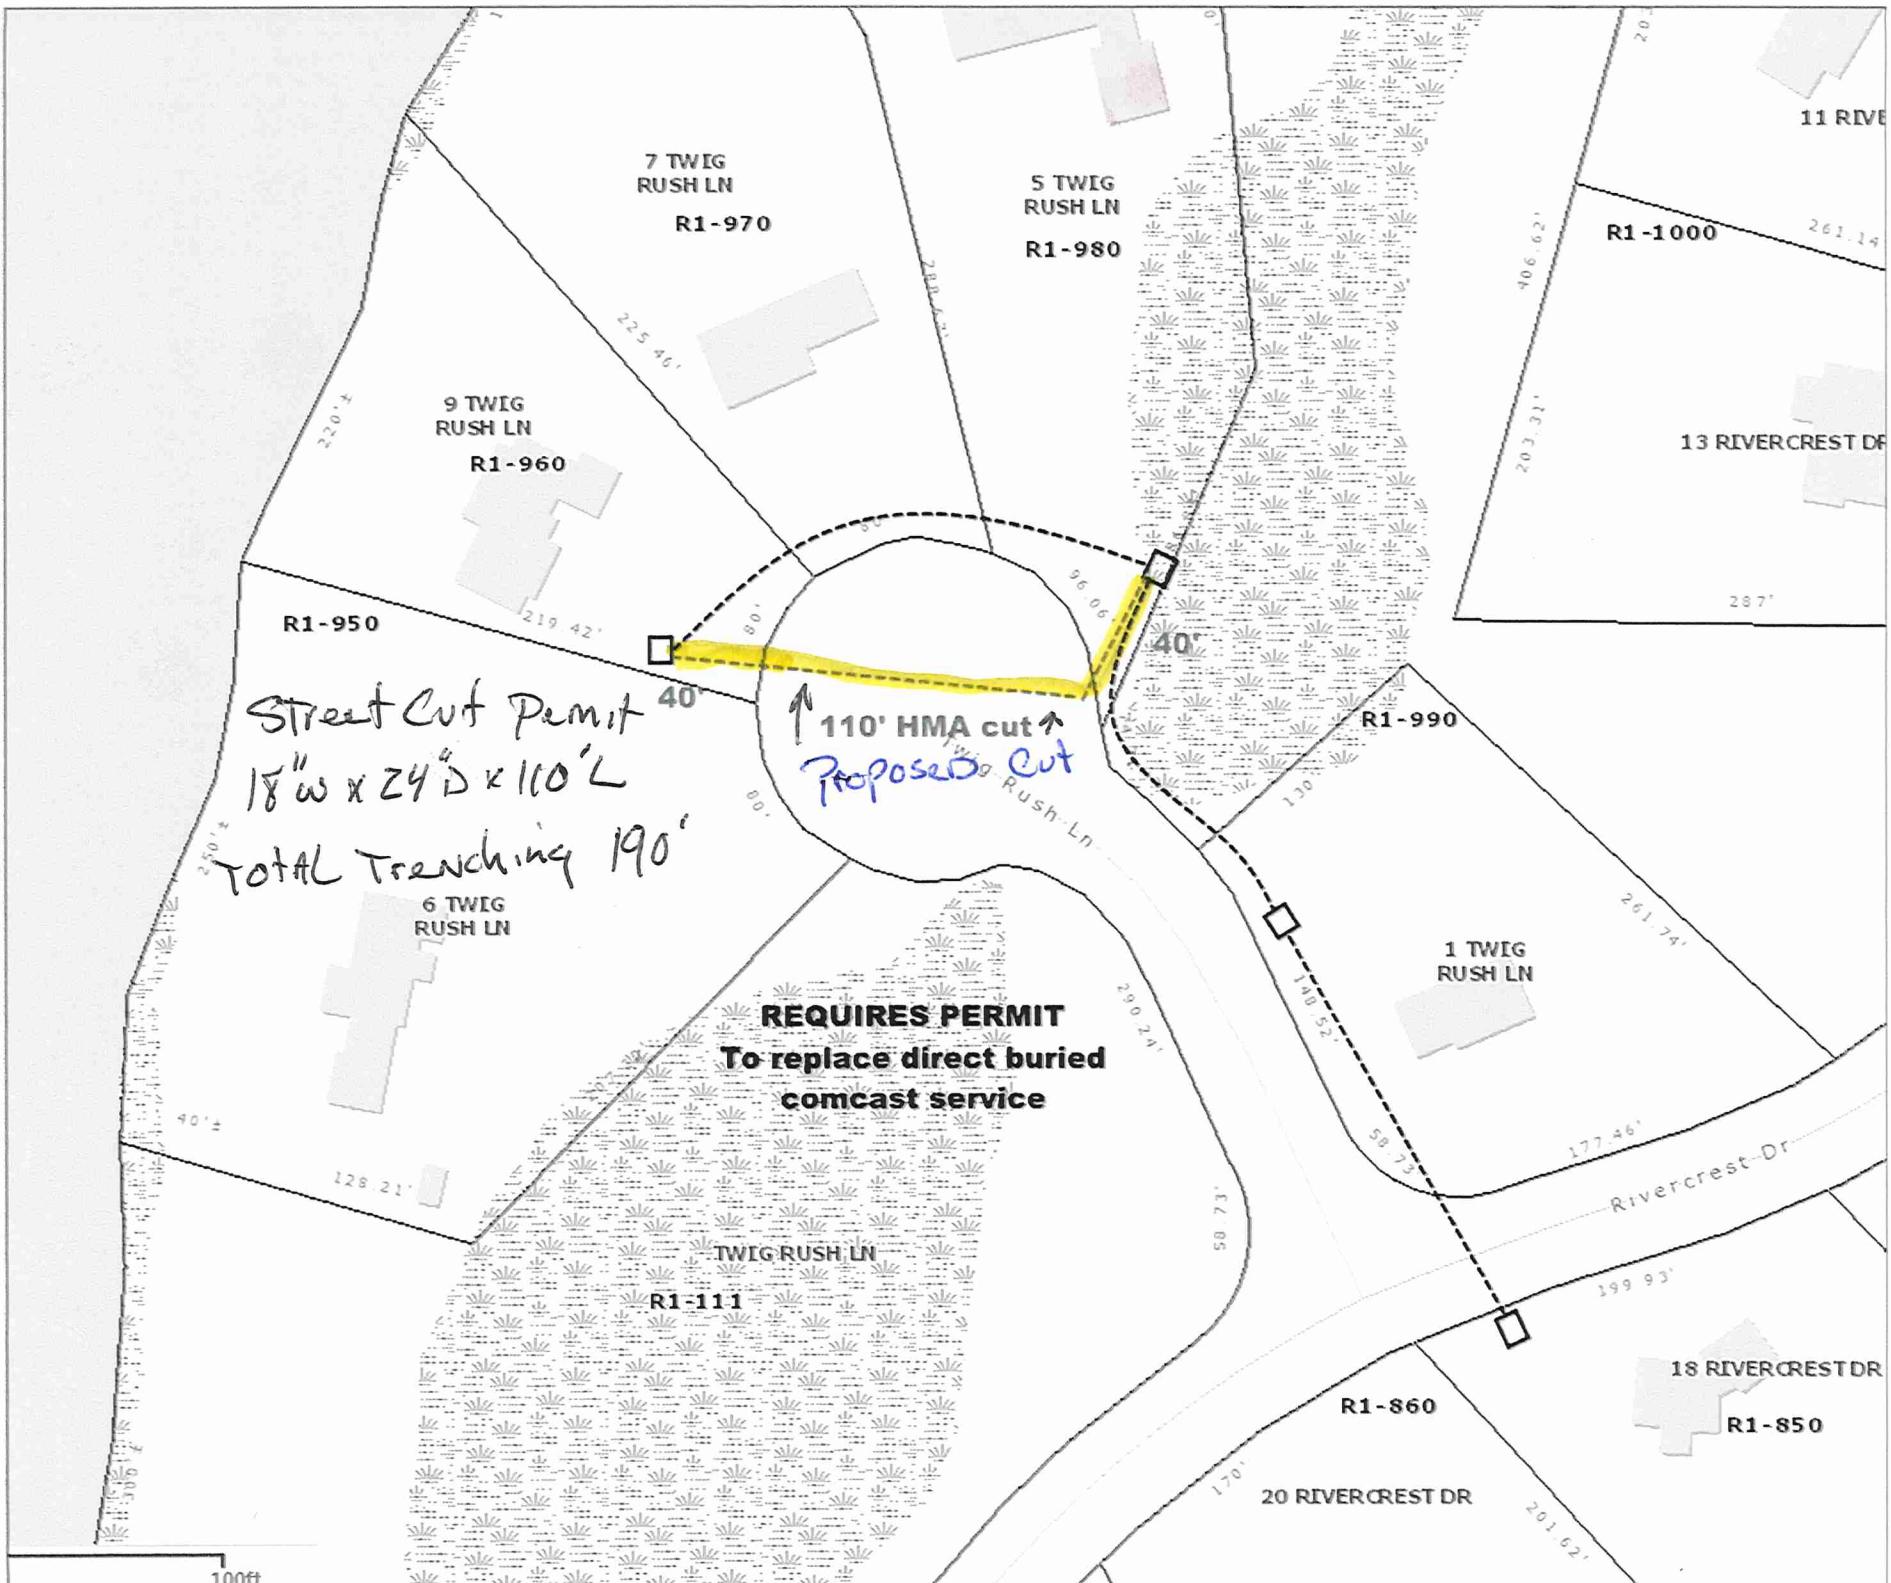 7 TWIG
RUSH LN
R1-970
5 TWIG
RUSH LN
R1-980
11 RIVE
R1-1000
261.14
406.62'
203.31'
13 RIVERCREST DR
287'
225.46'
220'±
9 TWIG
RUSH LN
R1-960
80'
96.06
R1-950
219.42'
80'
40'
40'
Street Cut Permit
18"W x 24"D x 110'L
Total Trenching 190'
110' HMA cut
Proposed Cut
Twig Rush Ln
80'
R1-990
130'
250'±
6 TWIG
RUSH LN
1 TWIG
RUSH LN
261.74'
148.52'
290.24'
REQUIRES PERMIT
To replace direct buried
comcast service
40'±
128.21'
58.73'
58.73'
177.46'
Rivercrest Dr
TWIG RUSH LN
R1-111
199.93'
18 RIVERCREST DR
R1-850
R1-860
20 RIVERCREST DR
170'
201.62'
300'±
100ft